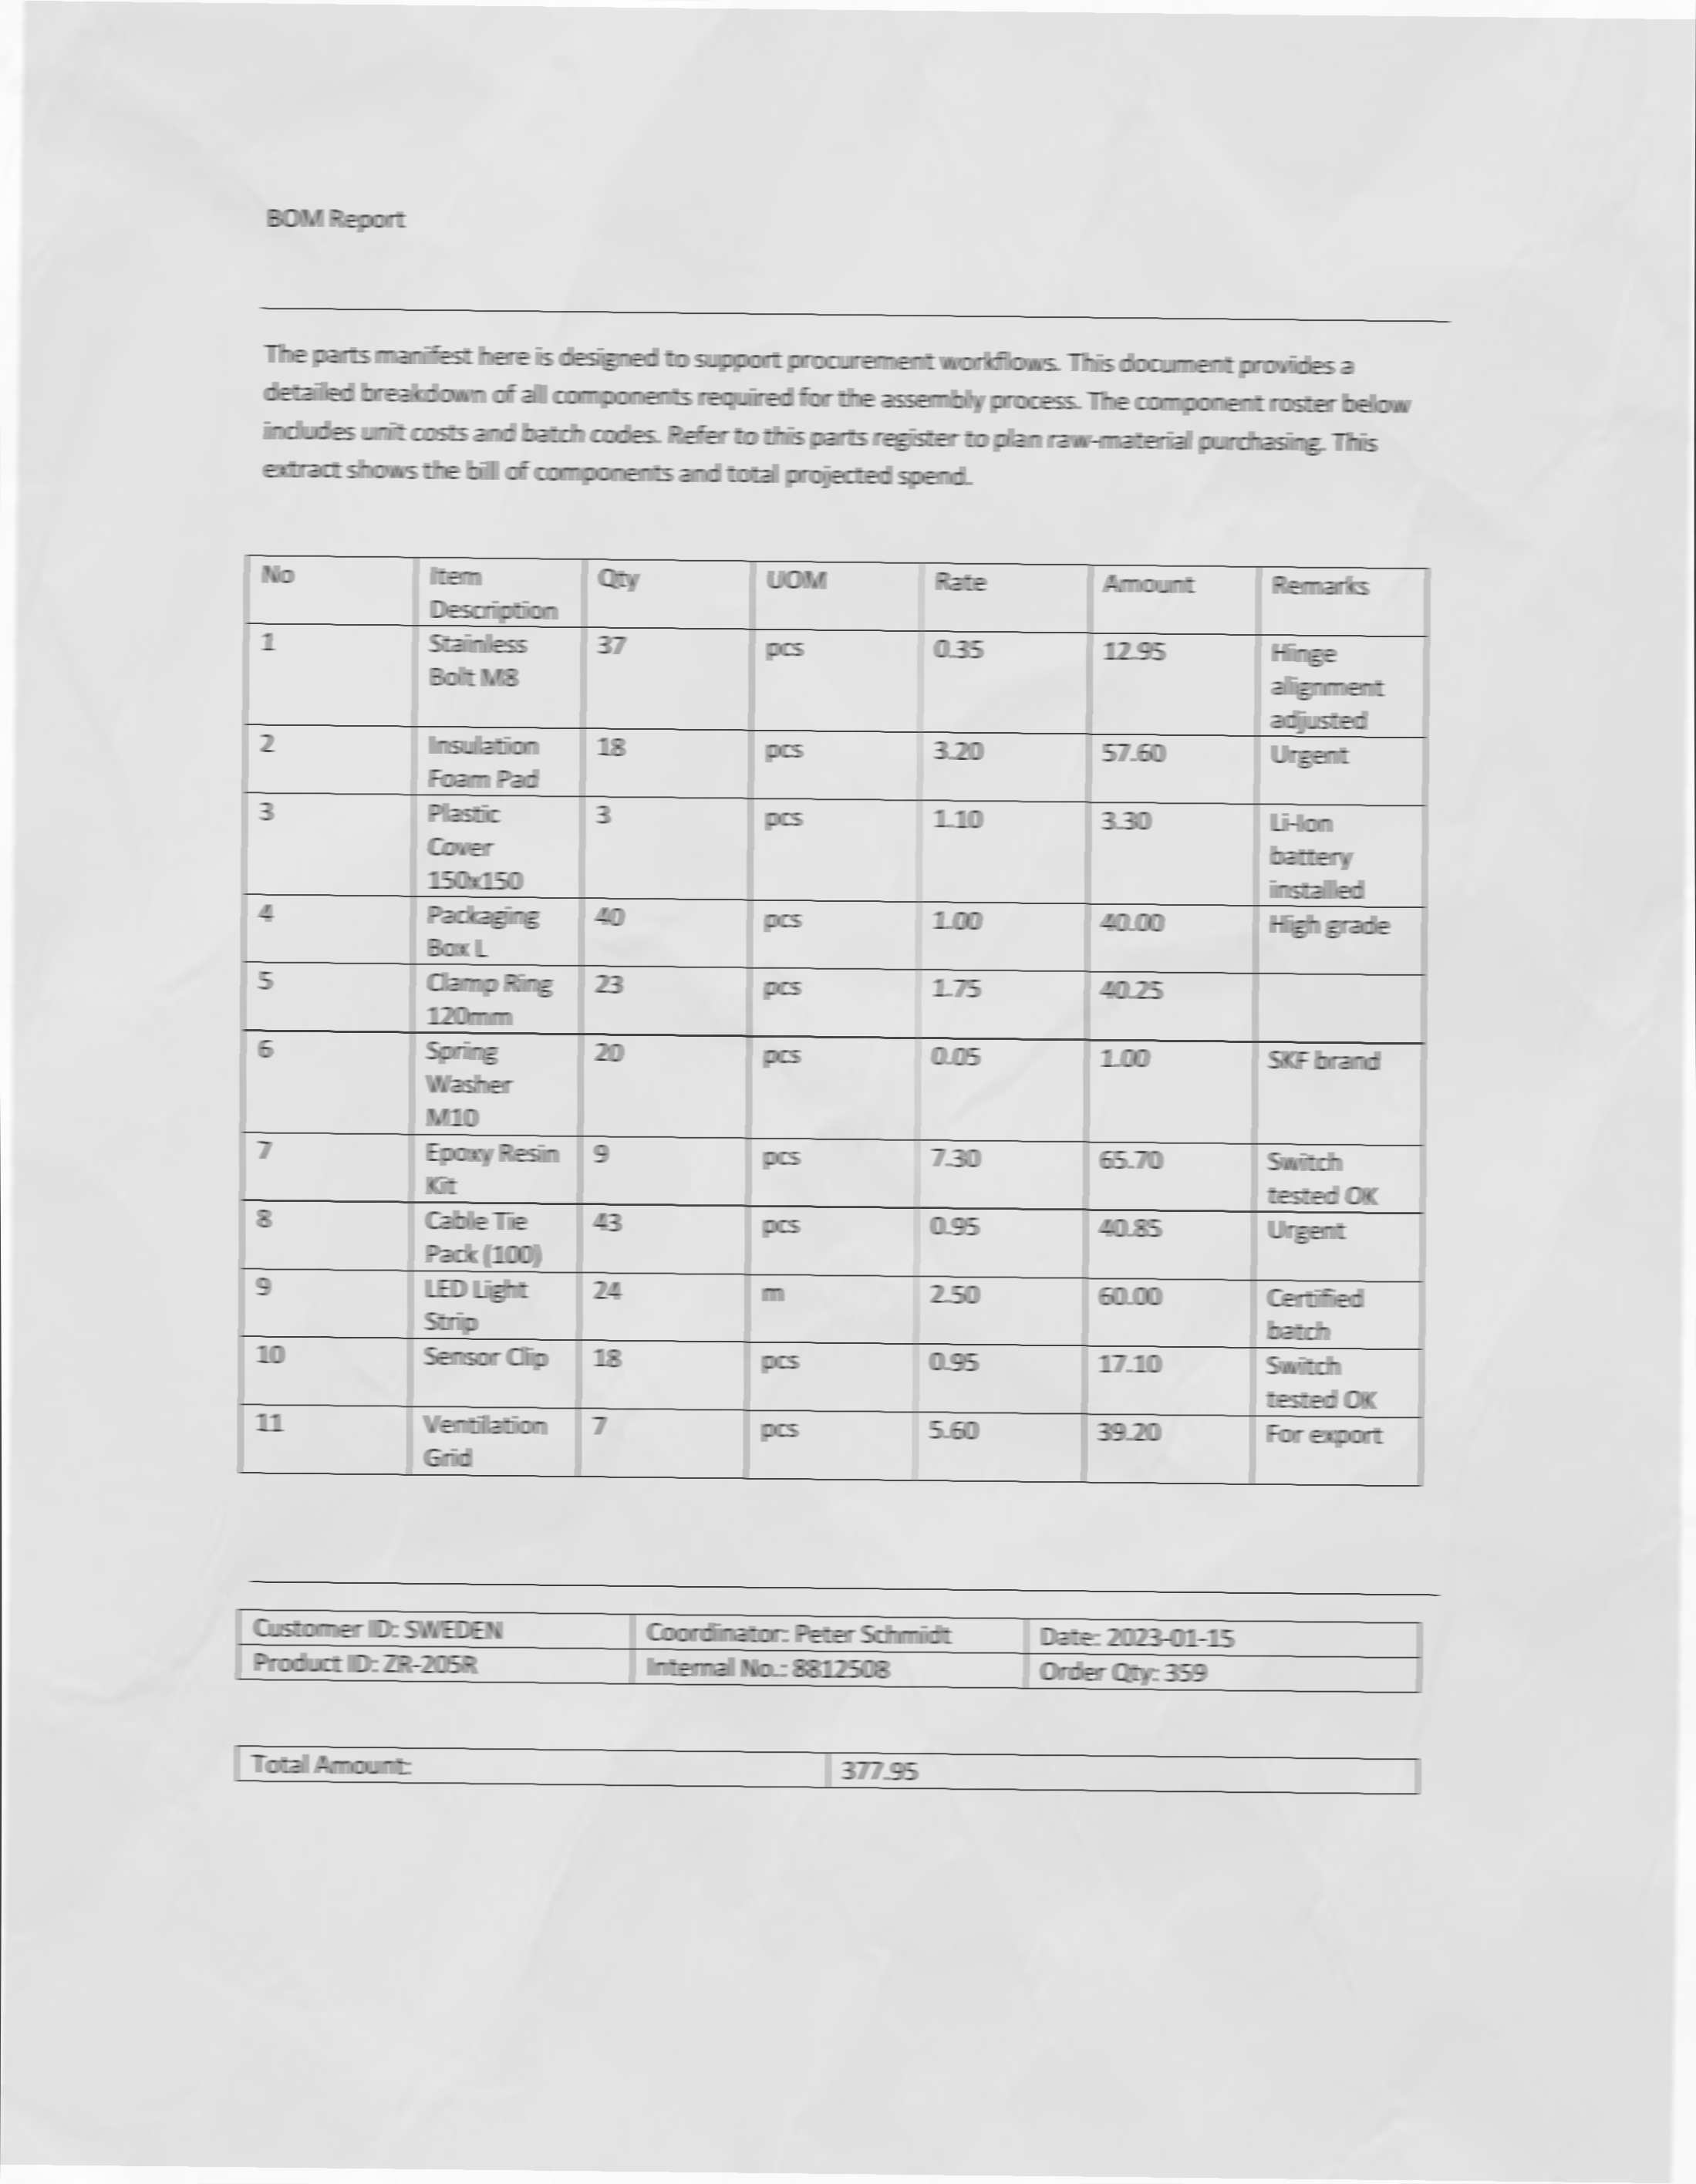 BOM Report
The parts manifest here is designed to support procurement workflows. This document provides a
detailed breakdown of all components required for the assembly process. The component roster below
includes unit costs and batch codes. Refer to this parts register to plan raw-material purchasing. This
extract shows the bill of components and total projected spend.
No Item Description Qty UOM Rate Amount Remarks
1 Stainless Bolt M8 37 pcs 0.35 12.95 Hinge alignment adjusted
2 Insulation Foam Pad 18 pcs 3.20 57.60 Urgent
3 Plastic Cover 150x150 3 pcs 1.10 3.30 Li-Ion battery installed
4 Packaging Box L 40 pcs 1.00 40.00 High grade
5 Clamp Ring 120mm 23 pcs 1.75 40.25
6 Spring Washer M10 20 pcs 0.05 1.00 SKF brand
7 Epoxy Resin Kit 9 pcs 7.30 65.70 Switch tested OK
8 Cable Tie Pack (100) 43 pcs 0.95 40.85 Urgent
9 LED Light Strip 24 m 2.50 60.00 Certified batch
10 Sensor Clip 18 pcs 0.95 17.10 Switch tested OK
11 Ventilation Grid 7 pcs 5.60 39.20 For export
Customer ID: SWEDEN Coordinator: Peter Schmidt Date: 2023-01-15
Product ID: ZR-205R Internal No.: 8812508 Order Qty: 359
Total Amount: 377.95